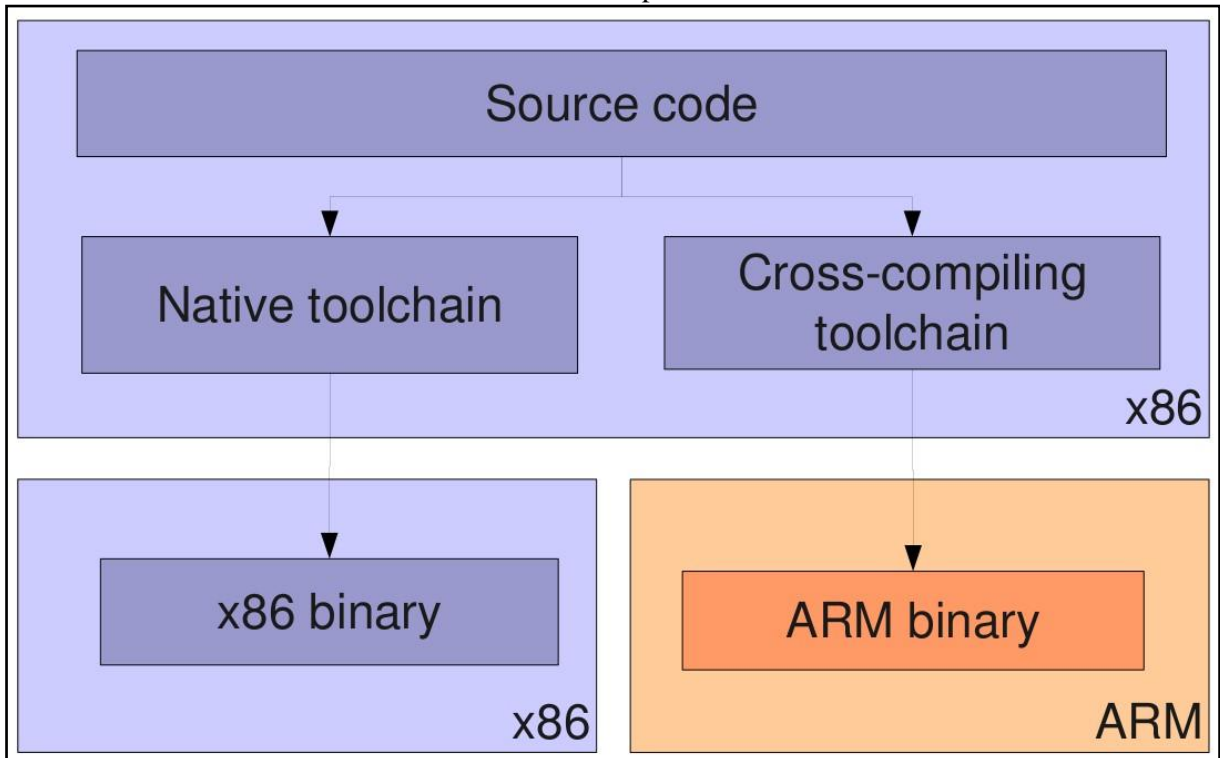 Source code
Native toolchain
Cross-compiling
toolchain
x86
x86 binary
x86
ARM binary
ARM